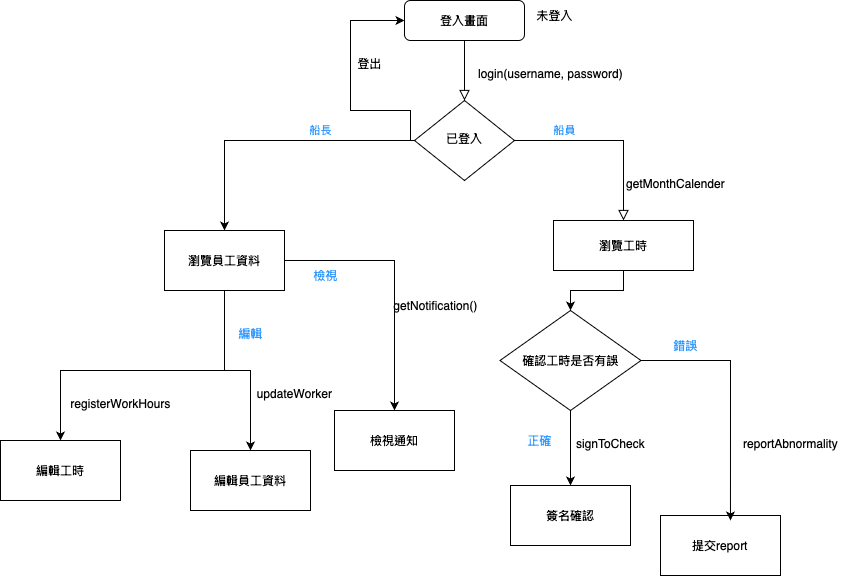 登入畫面
未登入
登出
login(username, password)
船長
已登入
船員
getMonthCalender
瀏覽員工資料
瀏覽工時
檢視
getNotification()
編輯
確認工時是否有誤
錯誤
registerWorkHours
updateWorker
檢視通知
正確
signToCheck
reportAbnormality
編輯工時
編輯員工資料
簽名確認
提交report